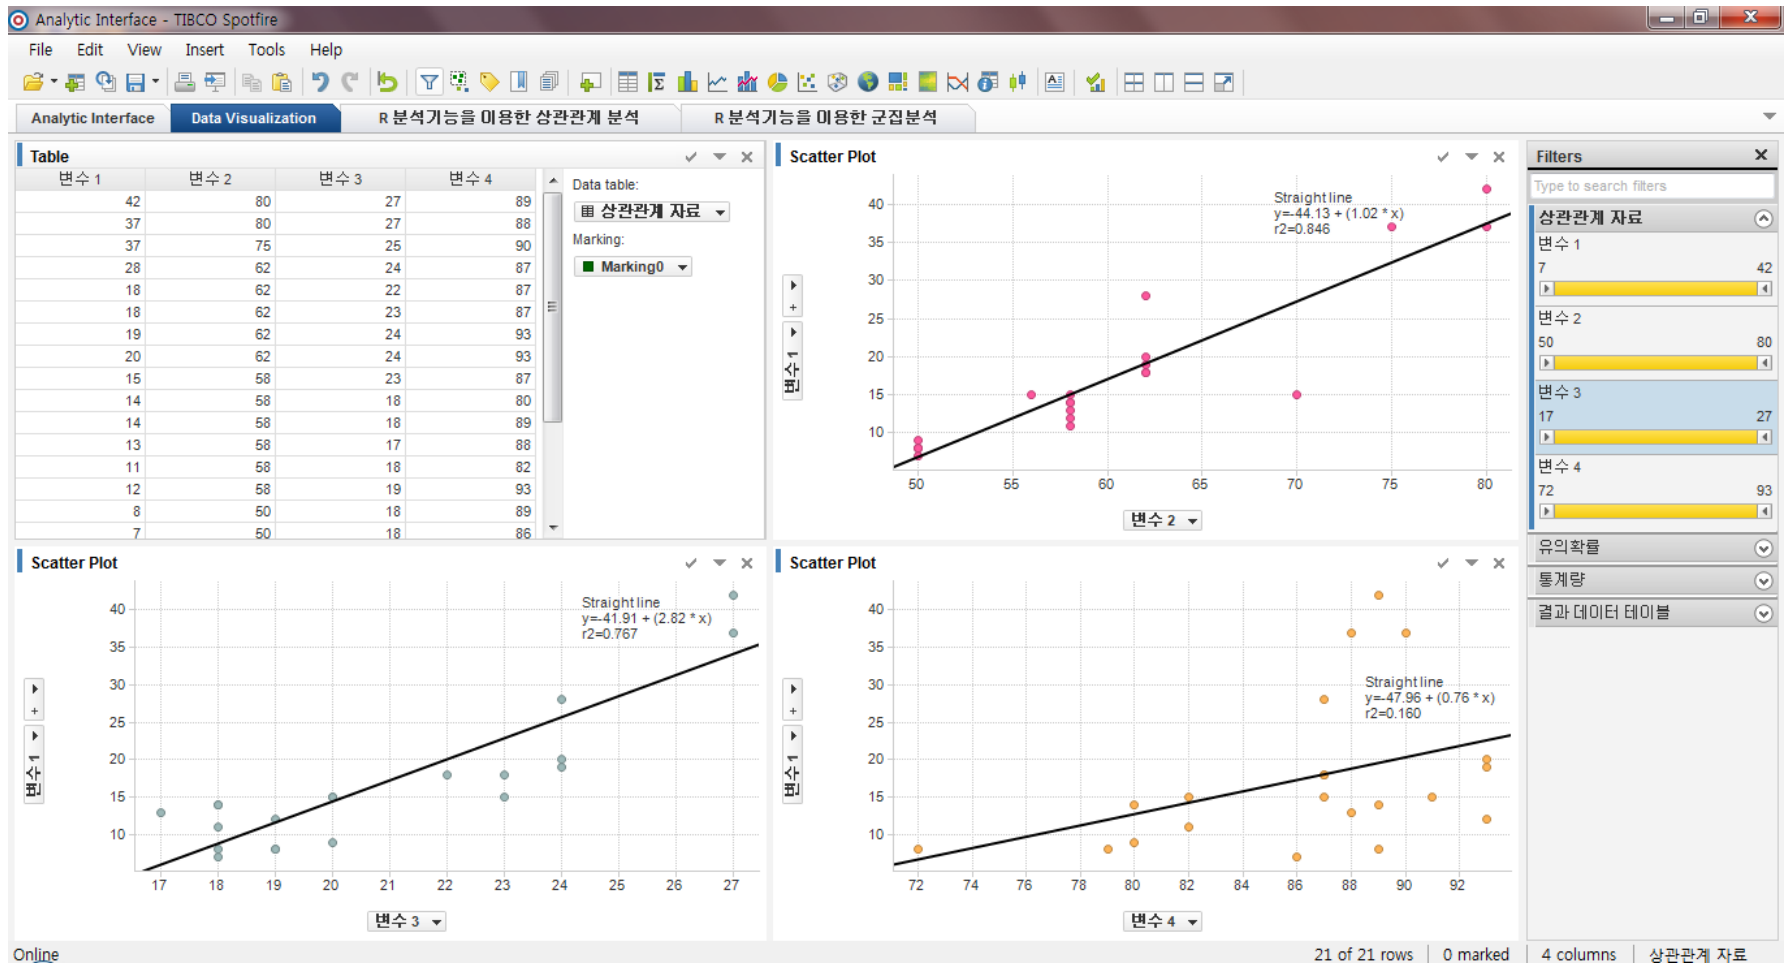 Analytic Interface - TIBCO Spotfire
File Edit View Insert Tools Help
Analytic Interface Data Visualization R 분석기능을 이용한 상관관계 분석 R 분석기능을 이용한 군집분석
Table
변수 1 변수 2 변수 3 변수 4
42 80 27 89
37 80 27 88
37 75 25 90
28 62 24 87
18 62 22 87
18 62 23 87
19 62 24 93
20 62 24 93
15 58 23 87
14 58 18 80
14 58 18 89
13 58 17 88
11 58 18 82
12 58 19 93
8 50 18 89
7 50 18 86
Data table:
상관관계 자료
Marking:
Marking0
Scatter Plot
Straight line
y=-44.13 + (1.02 * x)
r2=0.846
40
35
30
25
20
15
10
변수 1
50 55 60 65 70 75 80
변수 2
Filters
Type to search filters
상관관계 자료
변수 1
7 42
변수 2
50 80
변수 3
17 27
변수 4
72 93
유의확률
통계량
결과 데이터 테이블
Scatter Plot
Straight line
y=-41.91 + (2.82 * x)
r2=0.767
40
35
30
25
20
15
10
변수 1
17 18 19 20 21 22 23 24 25 26 27
변수 3
Scatter Plot
Straight line
y=-47.96 + (0.76 * x)
r2=0.160
40
35
30
25
20
15
10
변수 1
72 74 76 78 80 82 84 86 88 90 92
변수 4
Online 21 of 21 rows 0 marked 4 columns 상관관계 자료